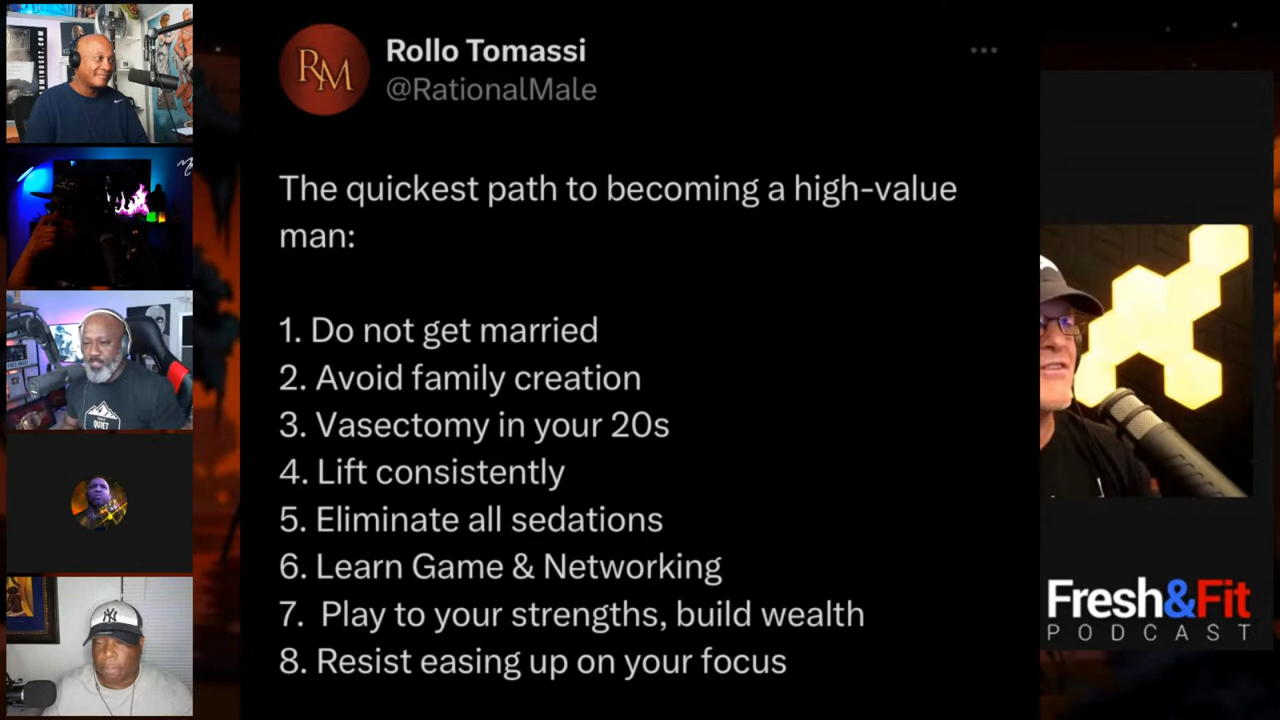 RM
Rollo Tomassi
@RationalMale
The quickest path to becoming a high-value
man:
1. Do not get married
2. Avoid family creation
3. Vasectomy in your 20s
4. Lift consistently
5. Eliminate all sedations
6. Learn Game & Networking
7. Play to your strengths, build wealth
8. Resist easing up on your focus
QUIET
Fresh&Fit
PODCAST